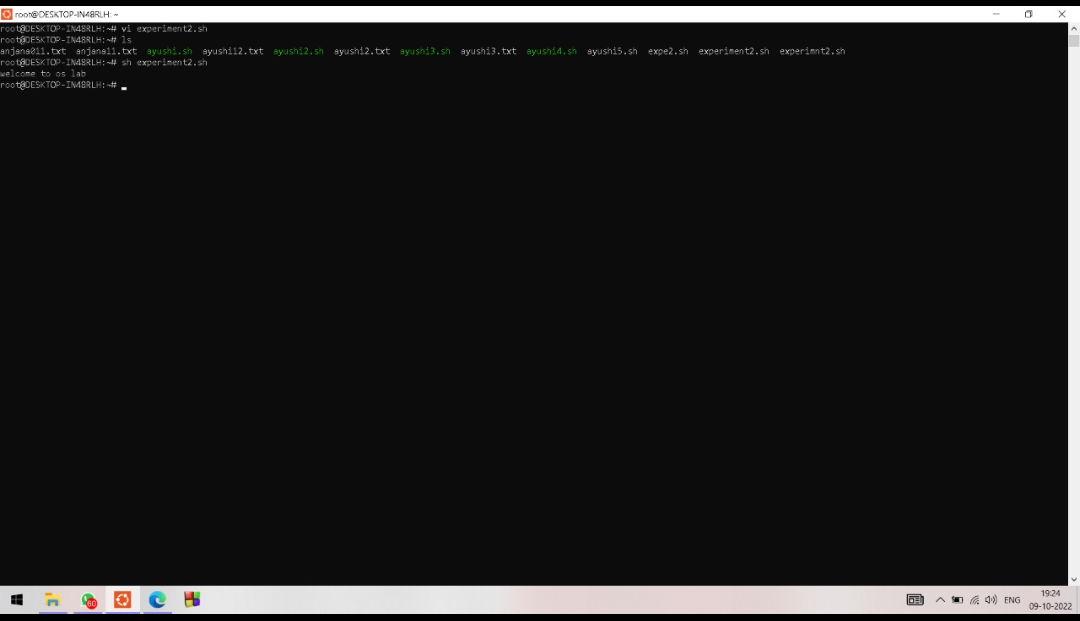 root@DESKTOP-IN48RLH: ~
root@DESKTOP-IN48RLH:~# vi experiment2.sh
root@DESKTOP-IN48RLH:~# ls
anjana011.txt anjana11.txt ayushi.sh ayushi12.txt ayushi2.sh ayushi2.txt ayushi3.sh ayushi3.txt ayushi4.sh ayushi5.sh expe2.sh experiment2.sh experimnt2.sh
root@DESKTOP-IN48RLH:~# sh experiment2.sh
welcome to os lab
root@DESKTOP-IN48RLH:~#
60
ENG
19:24
09-10-2022